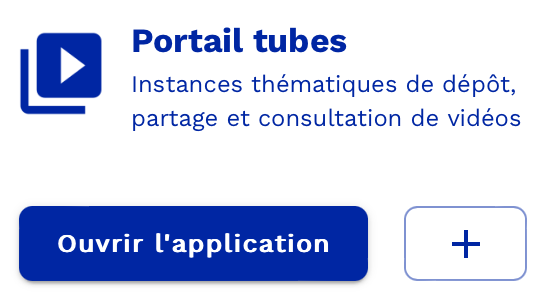 Portail tubes
Instances thématiques de dépôt,
partage et consultation de vidéos
Ouvrir l'application
+